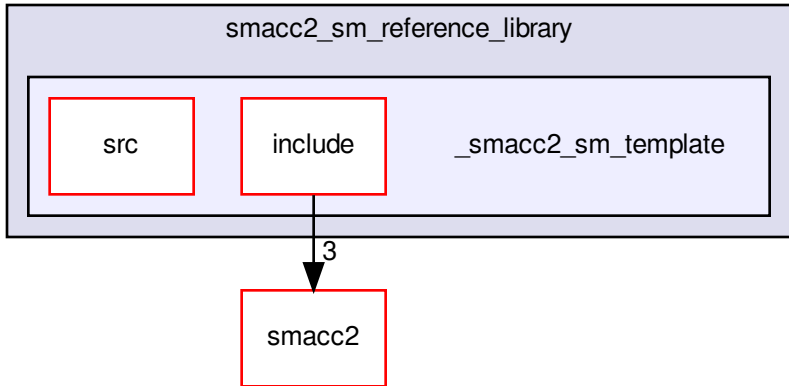 smacc2_sm_reference_library
src
include
_smacc2_sm_template
3
smacc2